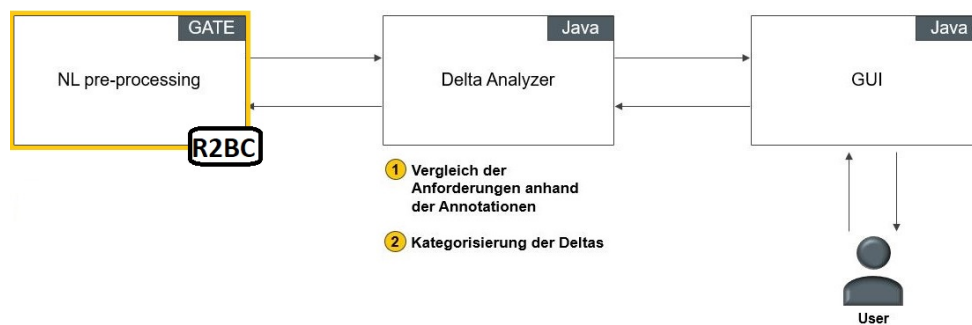 GATE
NL pre-processing
R2BC
Java
Delta Analyzer
Java
GUI
1 Vergleich der
Anforderungen anhand
der Annotationen
2 Kategorisierung der Deltas
User